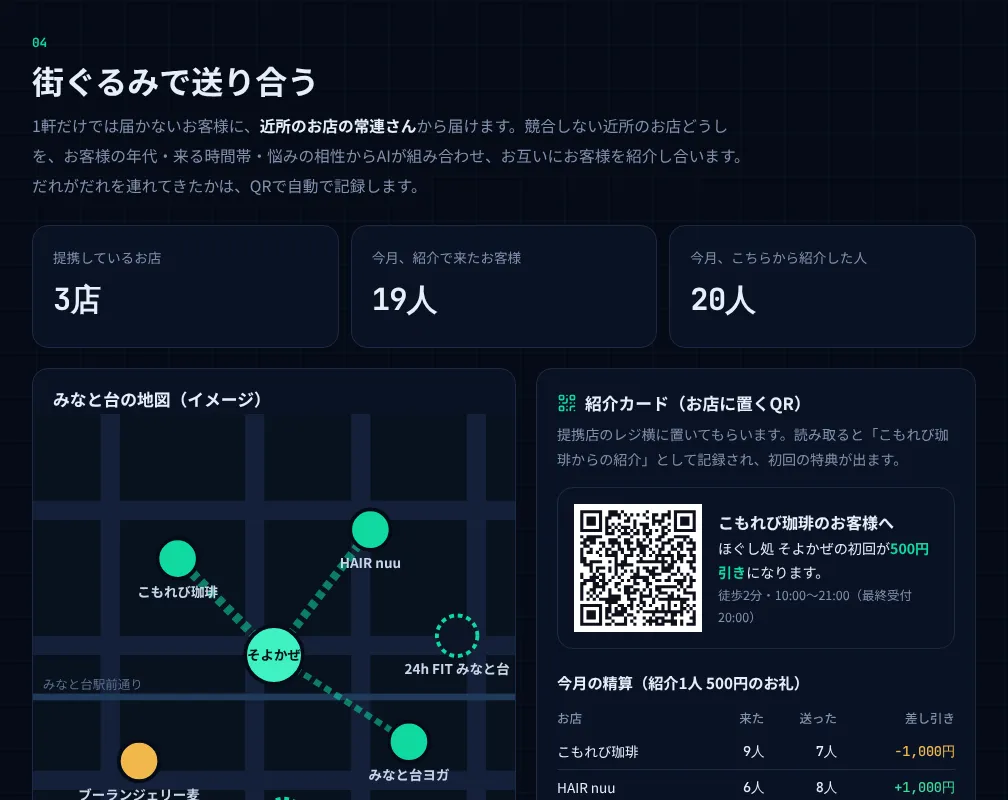 04
街ぐるみで送り合う
1軒だけでは届かないお客様に、近所のお店の常連さんから届けます。競合しない近所のお店どうし
を、お客様の年代・来る時間帯・悩みの相性からAIが組み合わせ、お互いにお客様を紹介し合います。
だれがだれを連れてきたかは、QRで自動で記録します。
提携しているお店
3店
今月、紹介で来たお客様
19人
今月、こちらから紹介した人
20人
みなと台の地図（イメージ）
HAIR nuu
こもれび珈琲
そよかぜ
24h FIT みなと台
みなと台駅前通り
みなと台ヨガ
ブーランジェリー麦
紹介カード（お店に置くQR）
提携店のレジ横に置いてもらいます。読み取ると「こもれび珈
琲からの紹介」として記録され、初回の特典が出ます。
こもれび珈琲のお客様へ
ほぐし処 そよかぜの初回が500円
引きになります。
徒歩2分・10:00〜21:00（最終受付
20:00）
今月の精算（紹介1人 500円のお礼）
お店 来た 送った 差し引き
こもれび珈琲 9人 7人 -1,000円
HAIR nuu 6人 8人 +1,000円